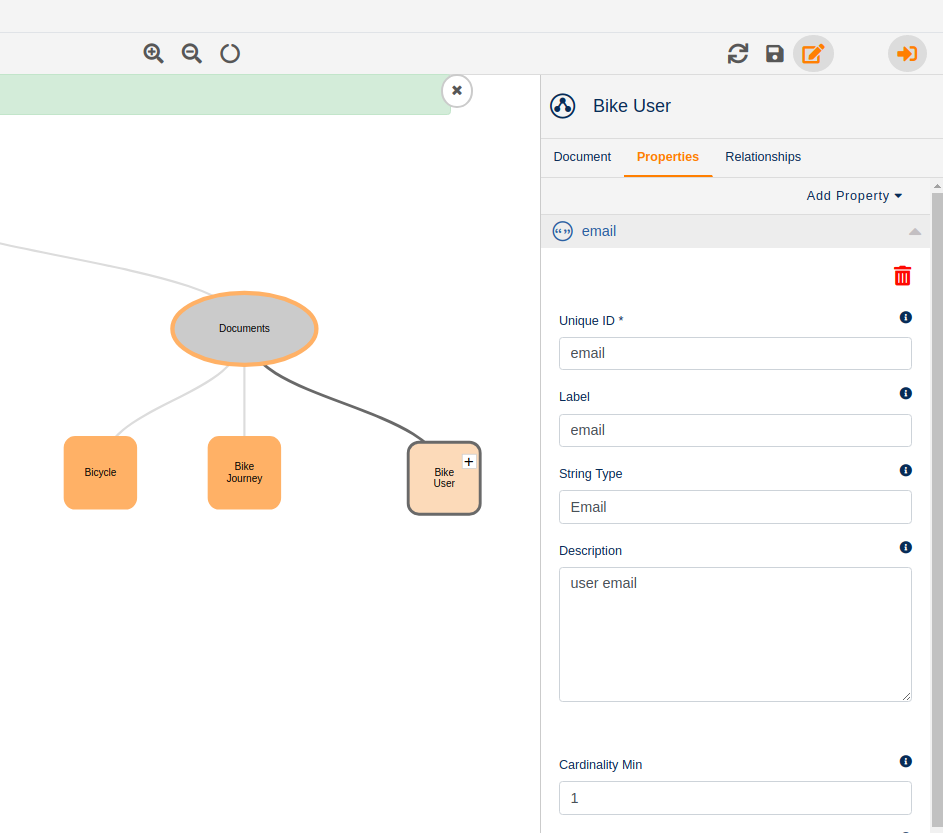 Bike User
Document Properties Relationships
Add Property
email
Unique ID *
email
Label
email
String Type
Email
Description
user email
Cardinality Min
1
Documents
Bicycle
Bike
Journey
Bike
User